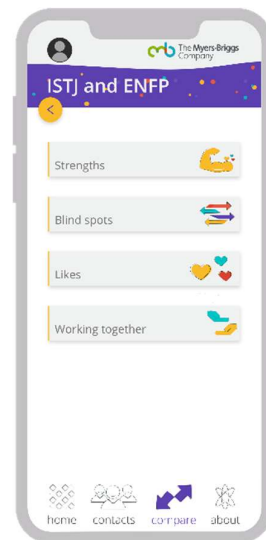 The Myers-Briggs
Company
ISTJ and ENFP
Strengths
Blind spots
Likes
Working together
home contacts compare about